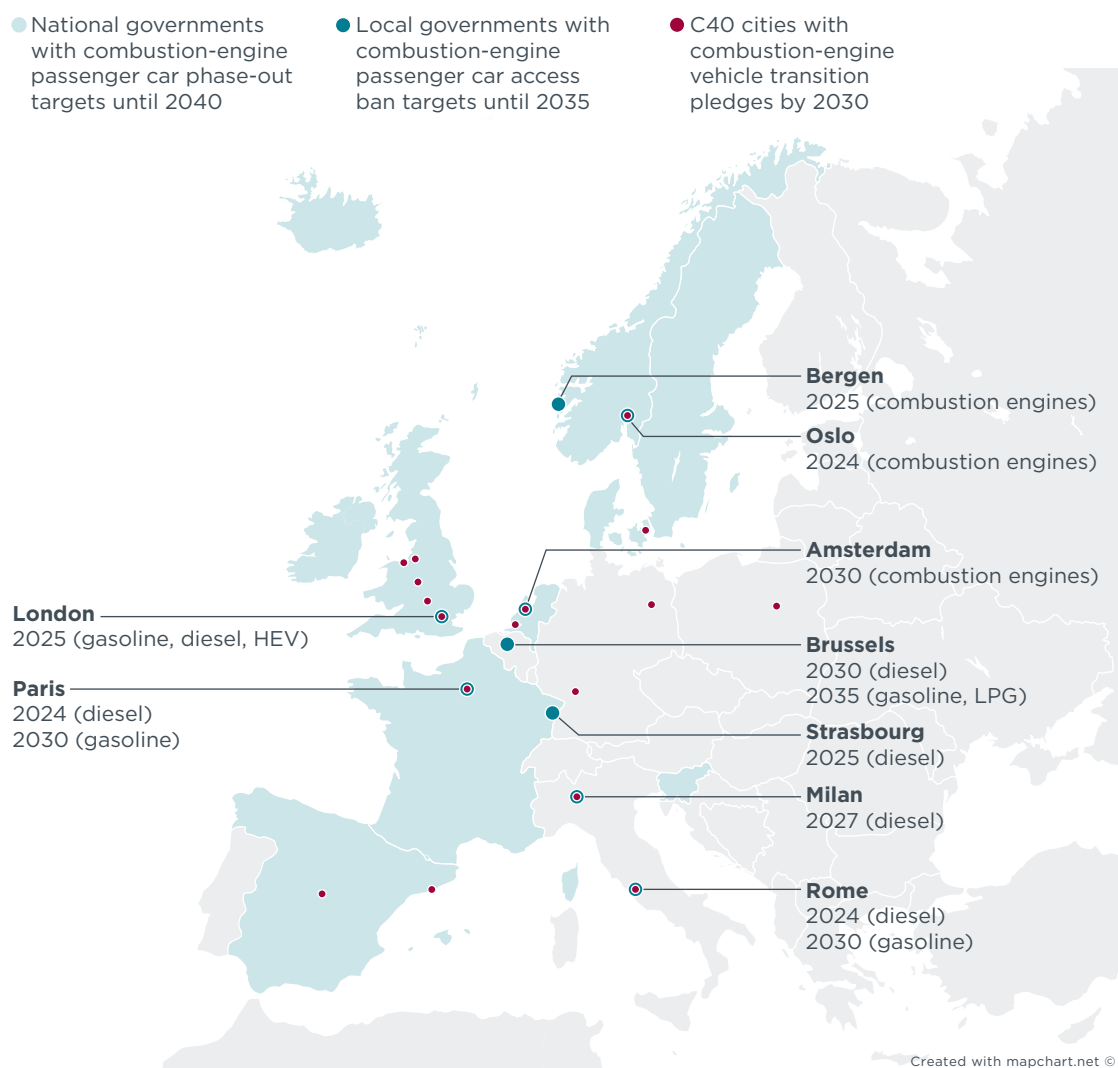 National governments
with combustion-engine
passenger car phase-out
targets until 2040
Local governments with
combustion-engine
passenger car access
ban targets until 2035
C40 cities with
combustion-engine
vehicle transition
pledges by 2030
Bergen
2025 (combustion engines)
Oslo
2024 (combustion engines)
Amsterdam
2030 (combustion engines)
London
2025 (gasoline, diesel, HEV)
Brussels
2030 (diesel)
2035 (gasoline, LPG)
Paris
2024 (diesel)
2030 (gasoline)
Strasbourg
2025 (diesel)
Milan
2027 (diesel)
Rome
2024 (diesel)
2030 (gasoline)
Created with mapchart.net ©